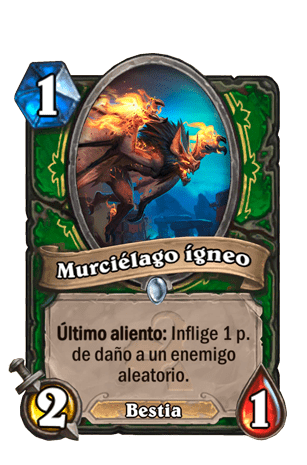 1
Murciélago ígneo
Último aliento: Inflige 1 p.
de daño a un enemigo
aleatorio.
2
Bestia
1